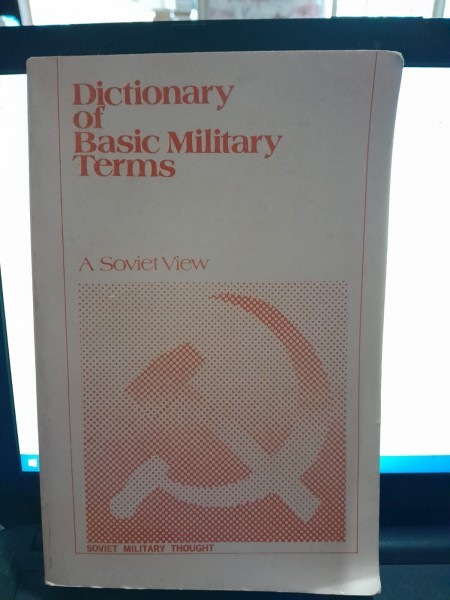 Dictionary
of
Basic Military
Terms
A Soviet View
SOVIET MILITARY THOUGHT